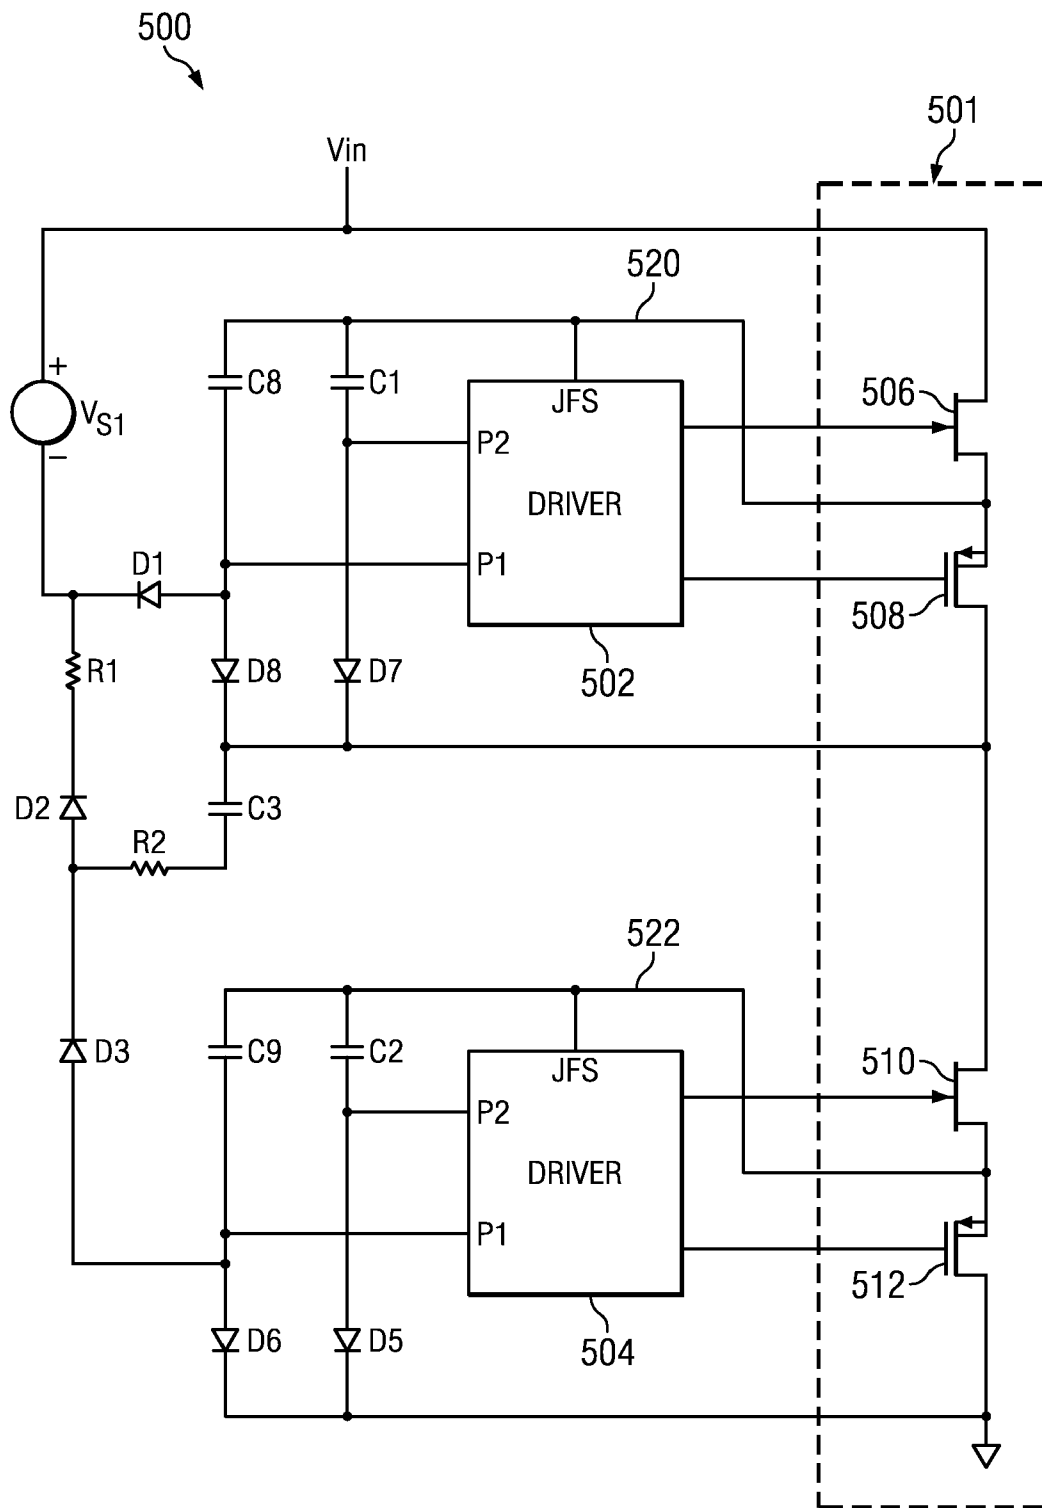 500
501
Vin
520
+
C8
C1
JFS
506
V_S1
−
P2
DRIVER
D1
P1
508
R1
D8
D7
502
D2
C3
R2
522
D3
C9
C2
JFS
510
P2
DRIVER
P1
512
D6
D5
504